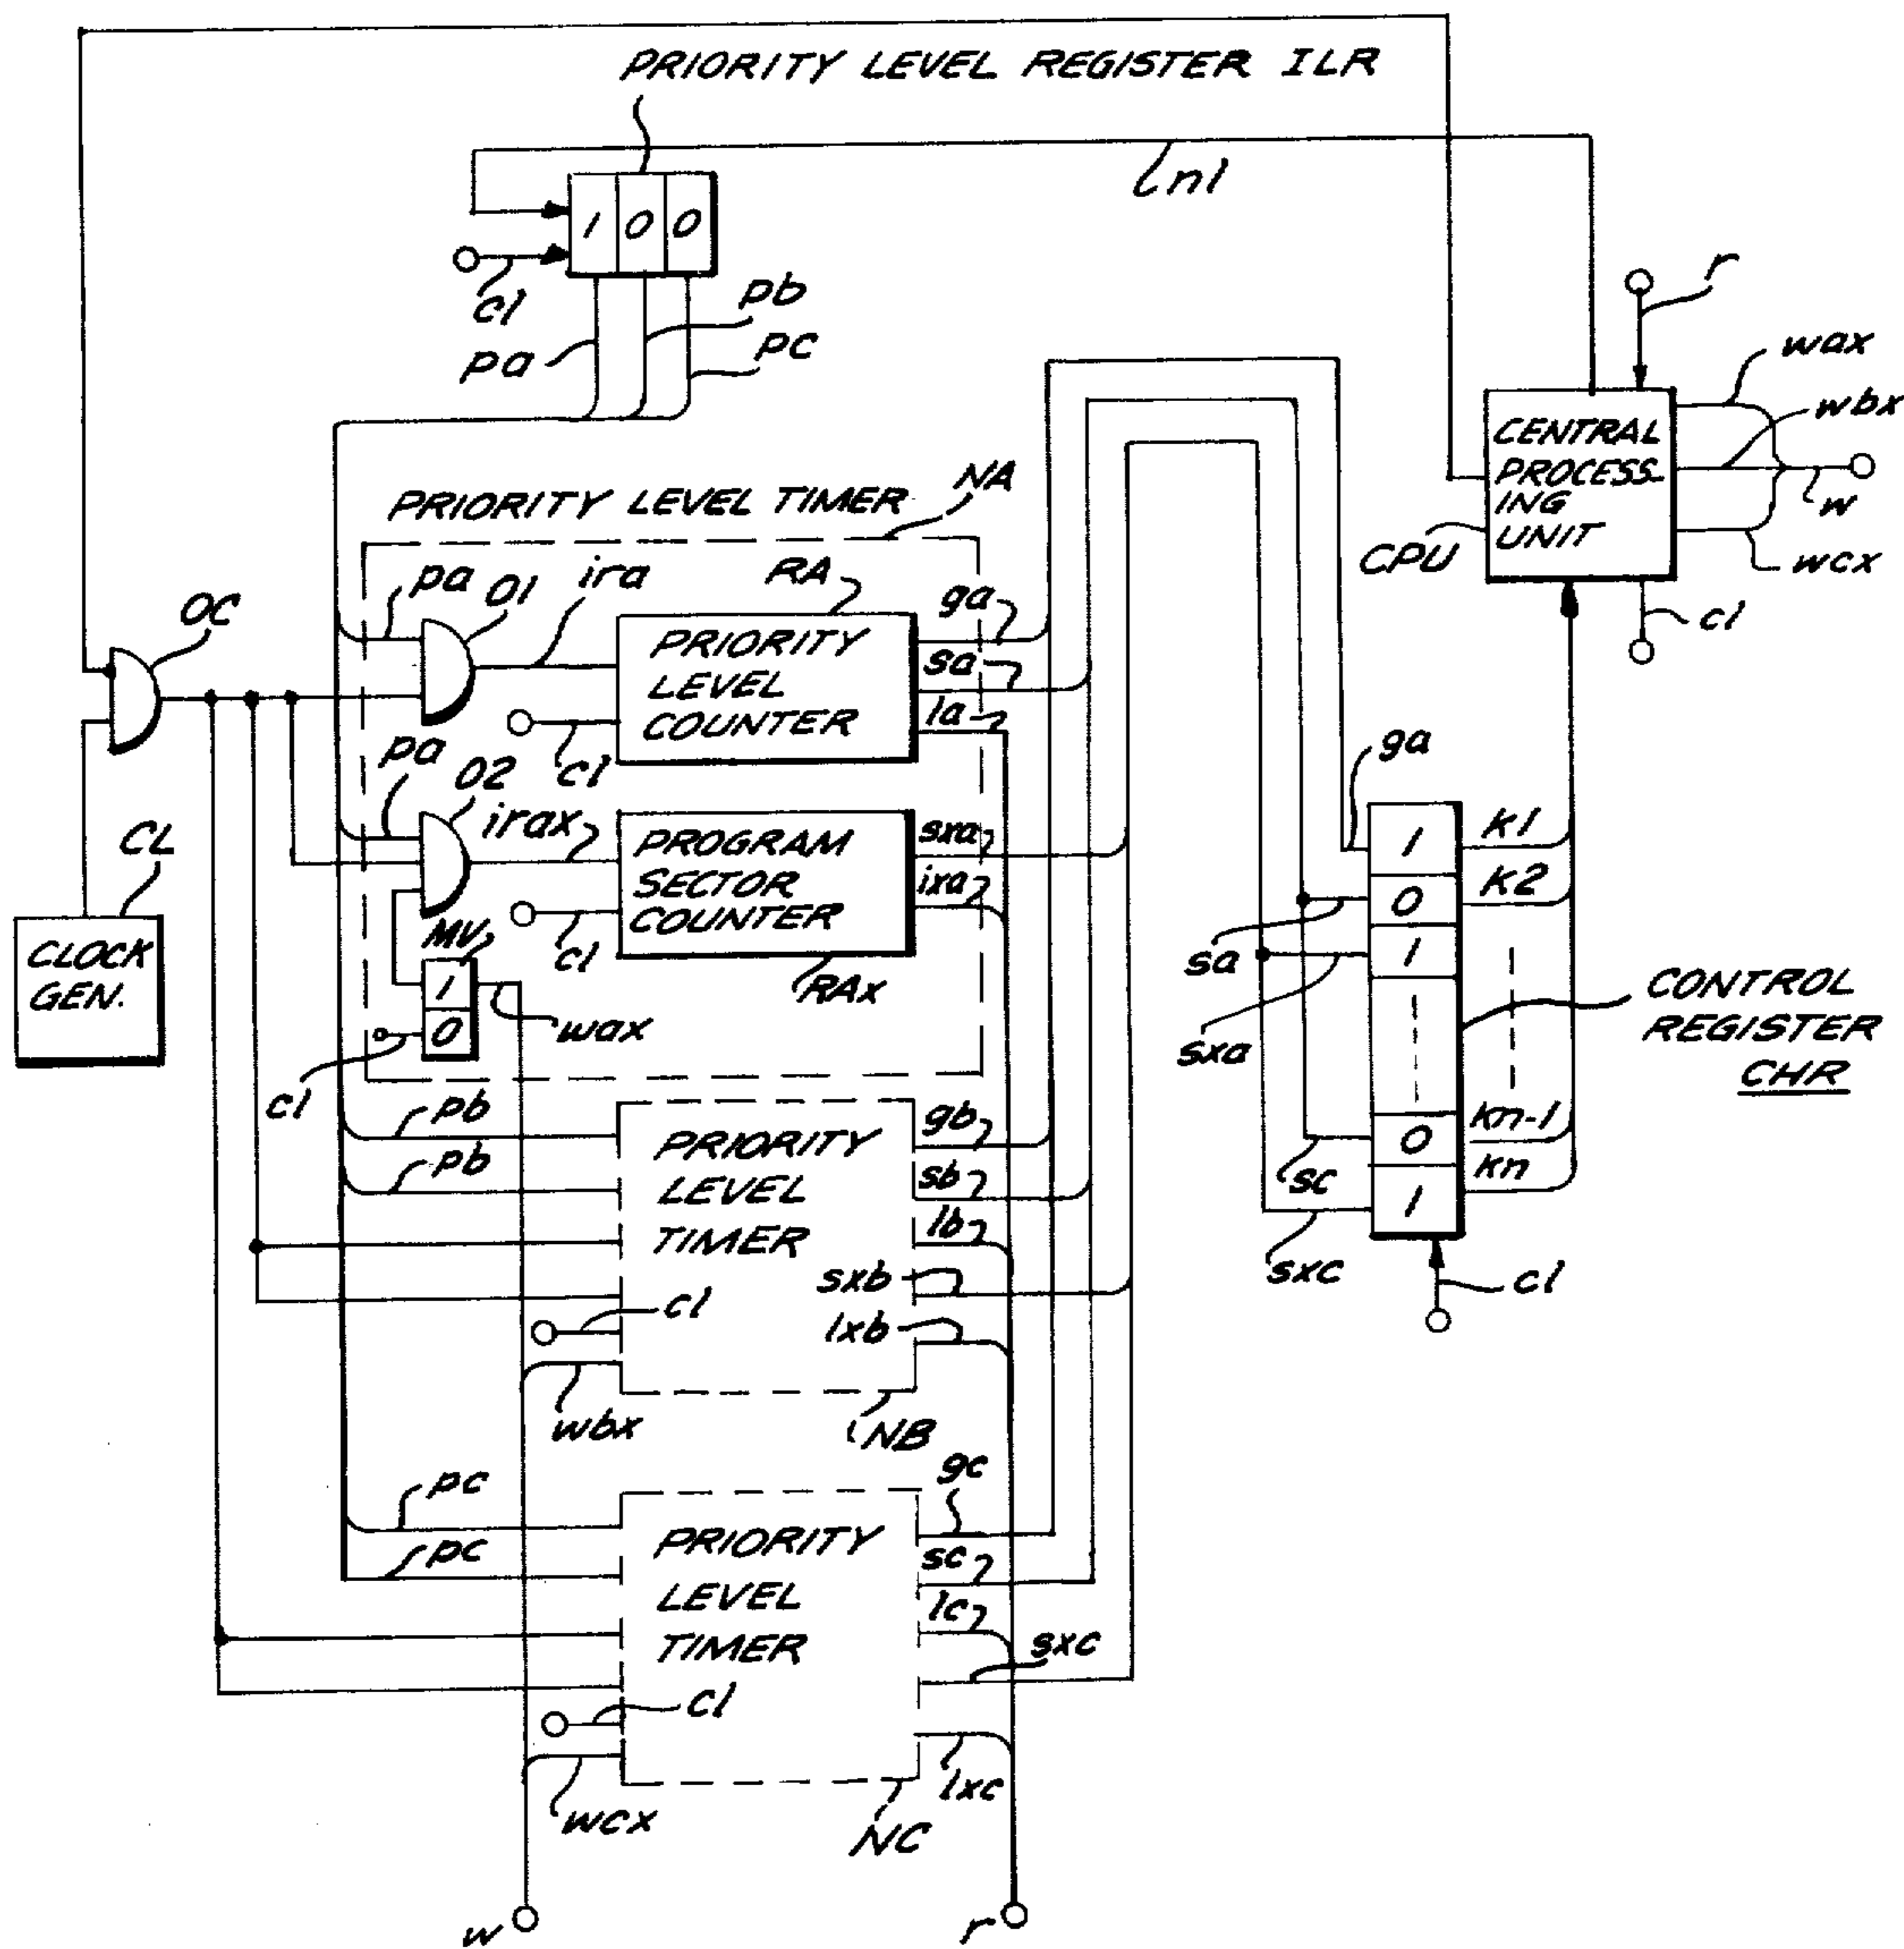 PRIORITY LEVEL REGISTER ILR
nl
1 0 0
cl
pa
pb
pc
r
wax
wbx
w
wcx
CENTRAL
PROCESS-
ING
UNIT
CPU
cl
PRIORITY LEVEL TIMER
NA
OC
pa
O1
ira
RA
PRIORITY
LEVEL
COUNTER
cl
ga
sa
la
pa
O2
irax
PROGRAM
SECTOR
COUNTER
cl
sxa
ixa
RAx
MV
1
0
wax
cl
CL
CLOCK
GEN.
ga
1
k1
0
k2
sa
1
sxa
CONTROL
REGISTER
CHR
0
kn-1
sc
1
kn
sxc
cl
pb
pb
PRIORITY
LEVEL
TIMER
gb
sb
lb
sxb
lxb
cl
wbx
NB
pc
pc
PRIORITY
LEVEL
TIMER
gc
sc
lc
sxc
cl
lxc
wcx
NC
w
r